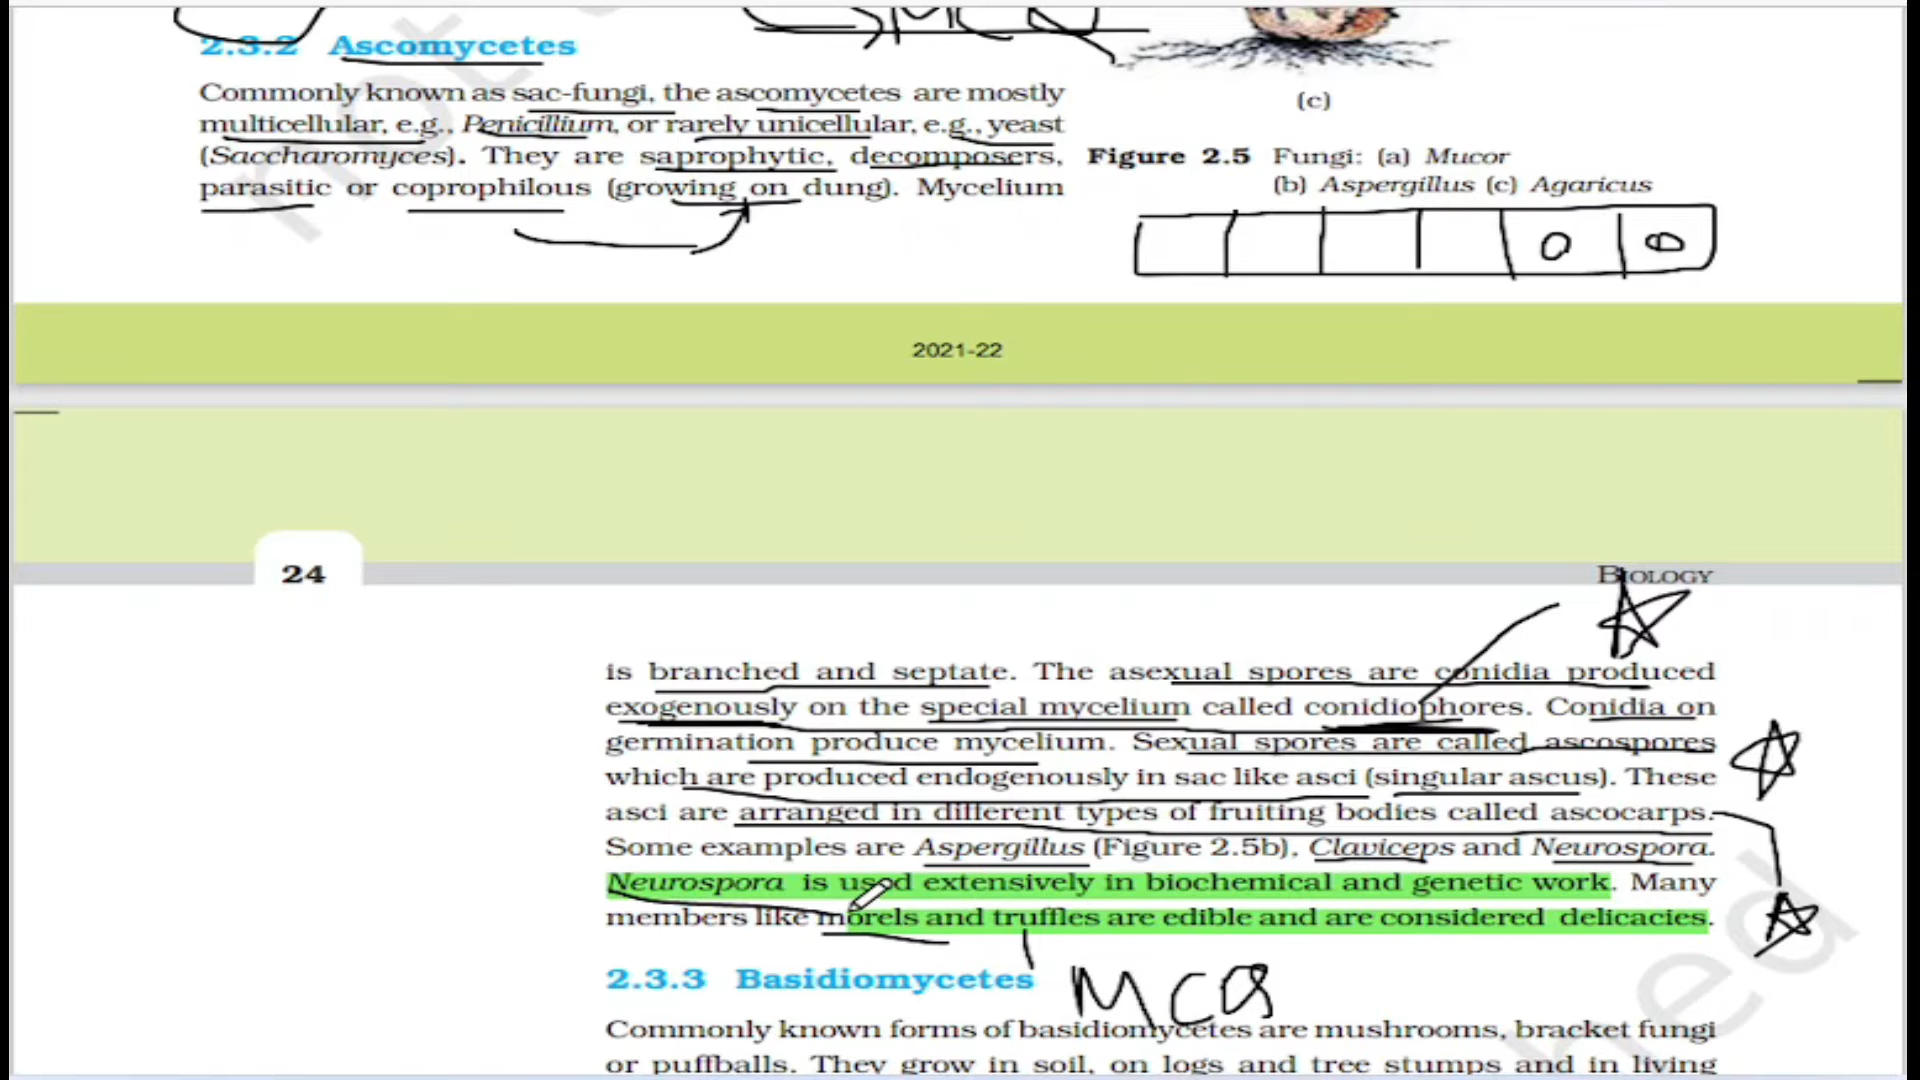 MCQ
2.3.2 Ascomycetes
Commonly known as sac-fungi, the ascomycetes are mostly
multicellular, e.g., Penicillium, or rarely unicellular, e.g., yeast
(Saccharomyces). They are saprophytic, decomposers,
parasitic or coprophilous (growing on dung). Mycelium
(c)
Figure 2.5 Fungi: (a) Mucor
(b) Aspergillus (c) Agaricus
2021-22
24
BIOLOGY
is branched and septate. The asexual spores are conidia produced
exogenously on the special mycelium called conidiophores. Conidia on
germination produce mycelium. Sexual spores are called ascospores
which are produced endogenously in sac like asci (singular ascus). These
asci are arranged in different types of fruiting bodies called ascocarps.
Some examples are Aspergillus (Figure 2.5b), Claviceps and Neurospora.
Neurospora is used extensively in biochemical and genetic work. Many
members like morels and truffles are edible and are considered delicacies.
2.3.3 Basidiomycetes
MCQ
Commonly known forms of basidiomycetes are mushrooms, bracket fungi
or puffballs. They grow in soil, on logs and tree stumps and in living